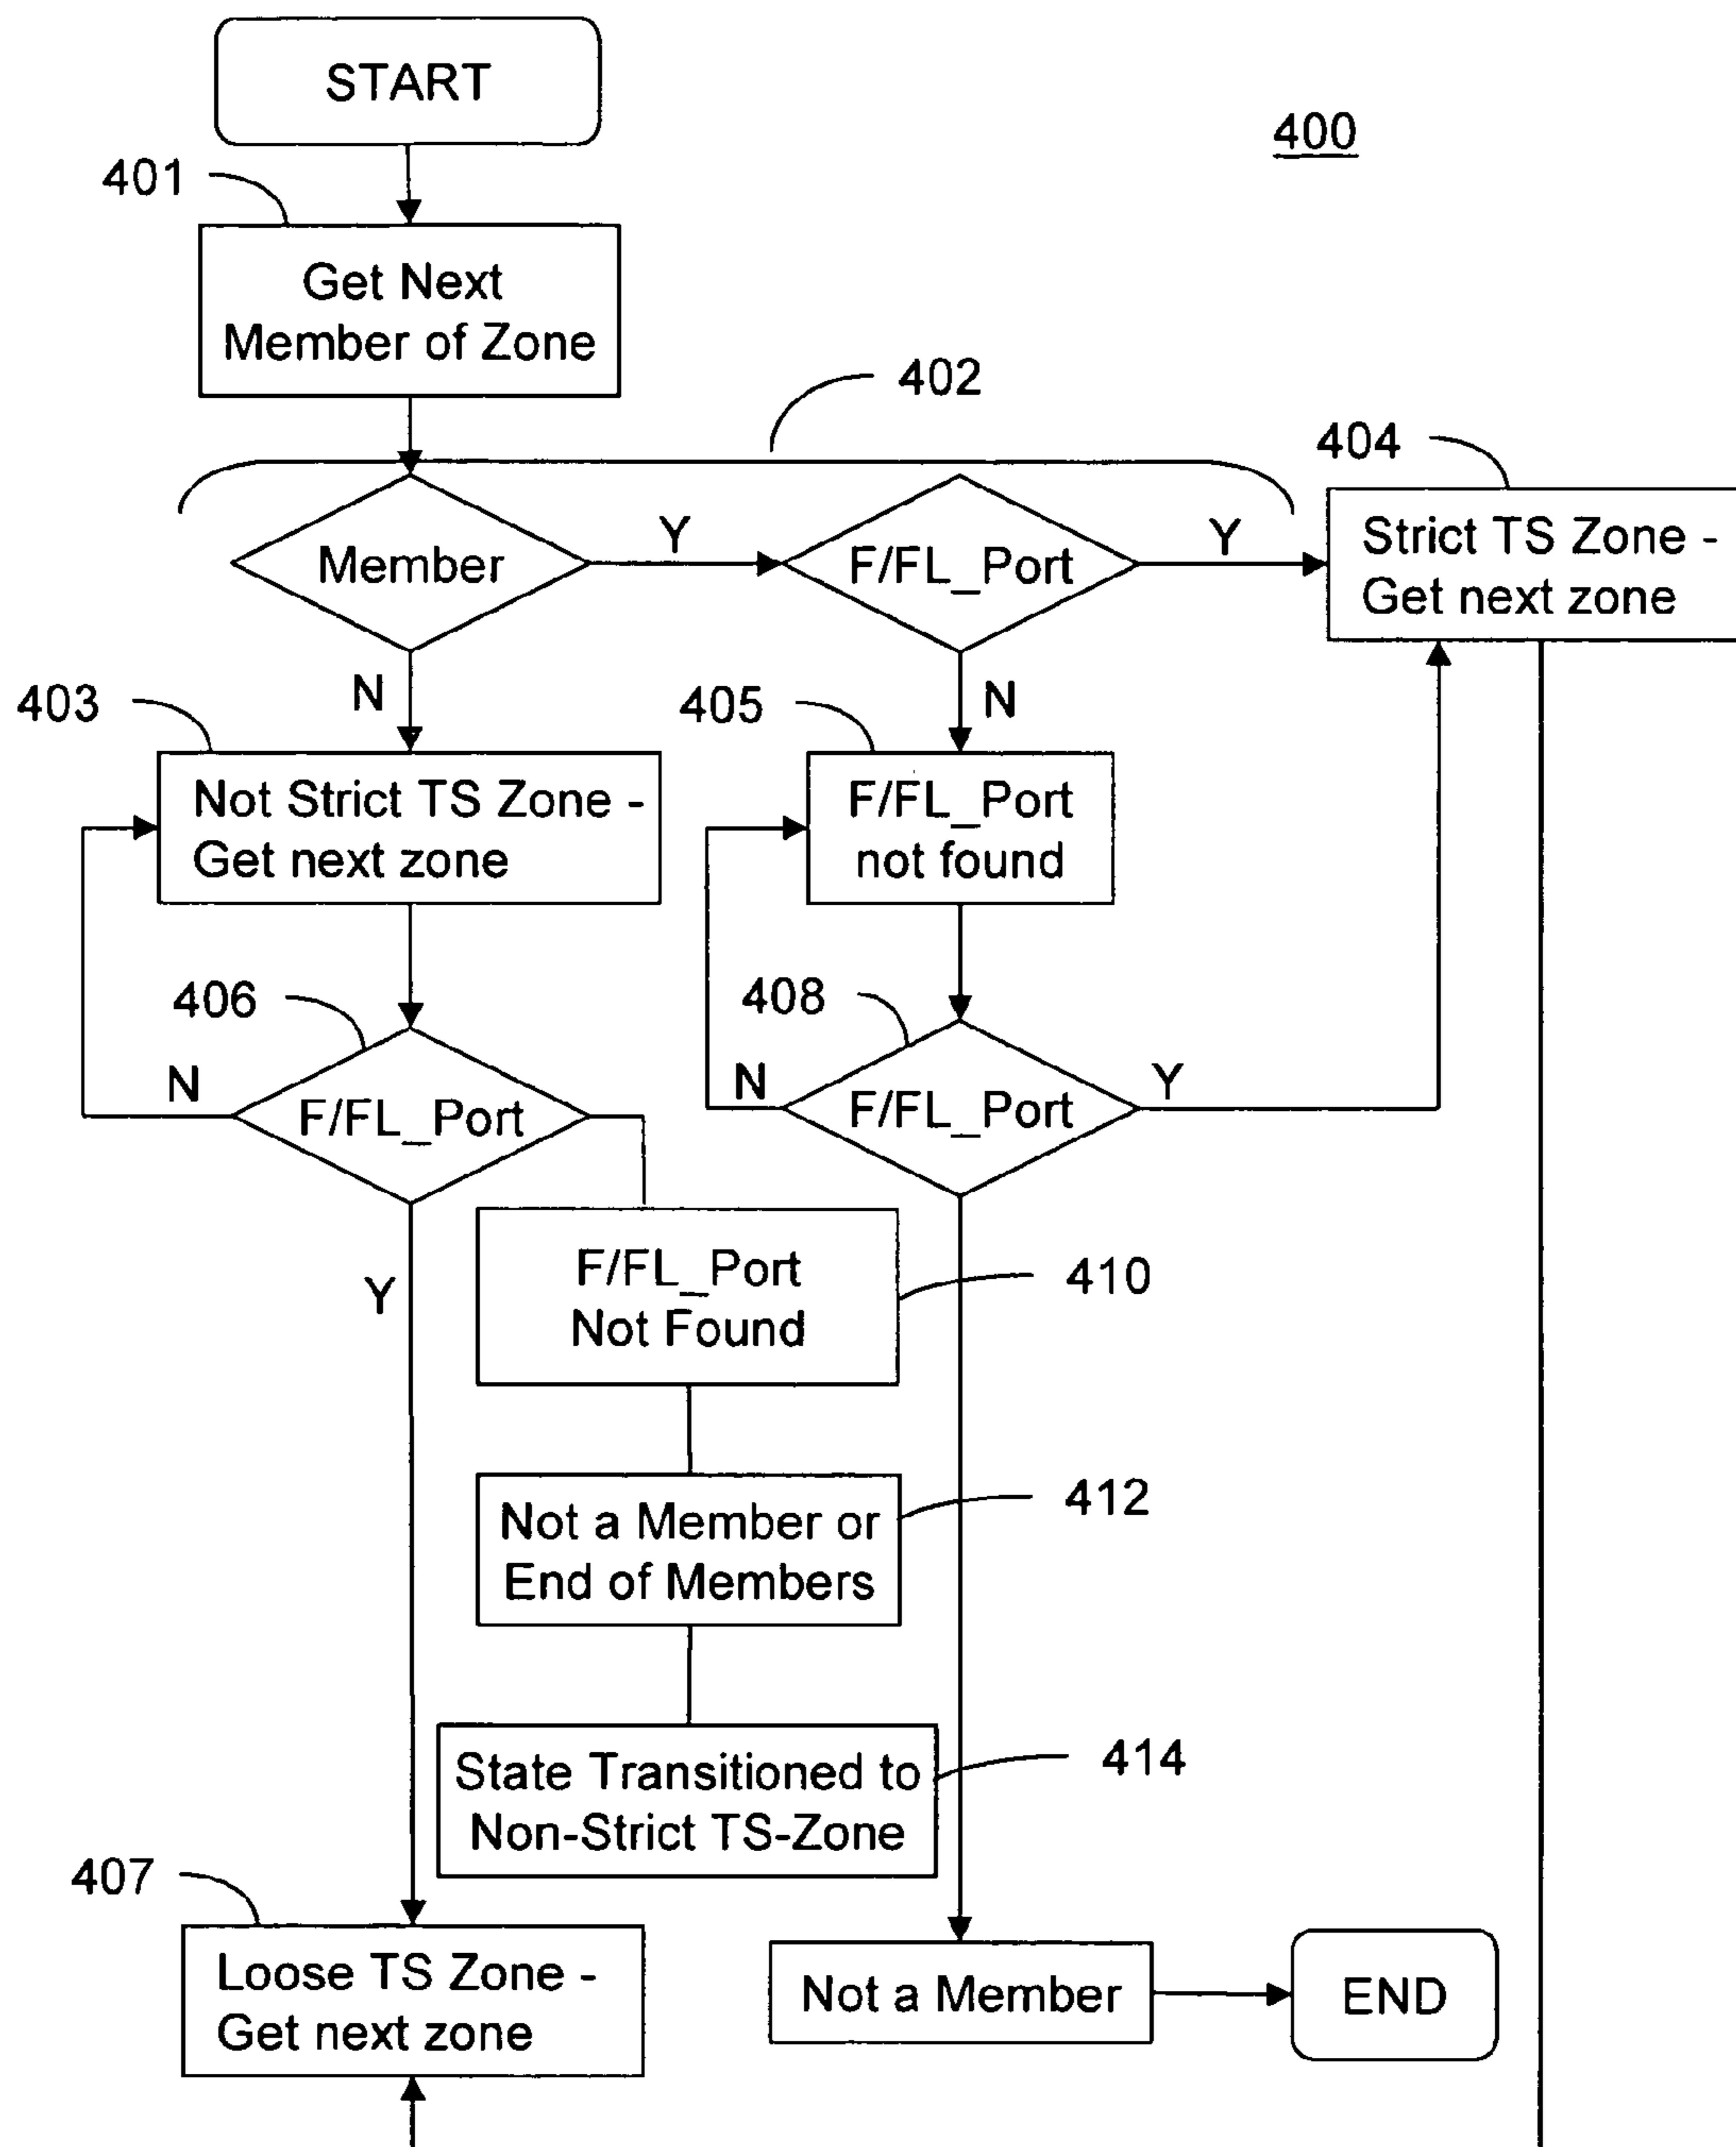 START
400
401
Get Next
Member of Zone
402
404
Member
Y
F/FL_Port
Y
Strict TS Zone -
Get next zone
N
N
403
405
Not Strict TS Zone -
Get next zone
F/FL_Port
not found
406
408
N
F/FL_Port
N
F/FL_Port
Y
Y
F/FL_Port
Not Found
410
Not a Member or
End of Members
412
State Transitioned to
Non-Strict TS-Zone
414
407
Loose TS Zone -
Get next zone
Not a Member
END